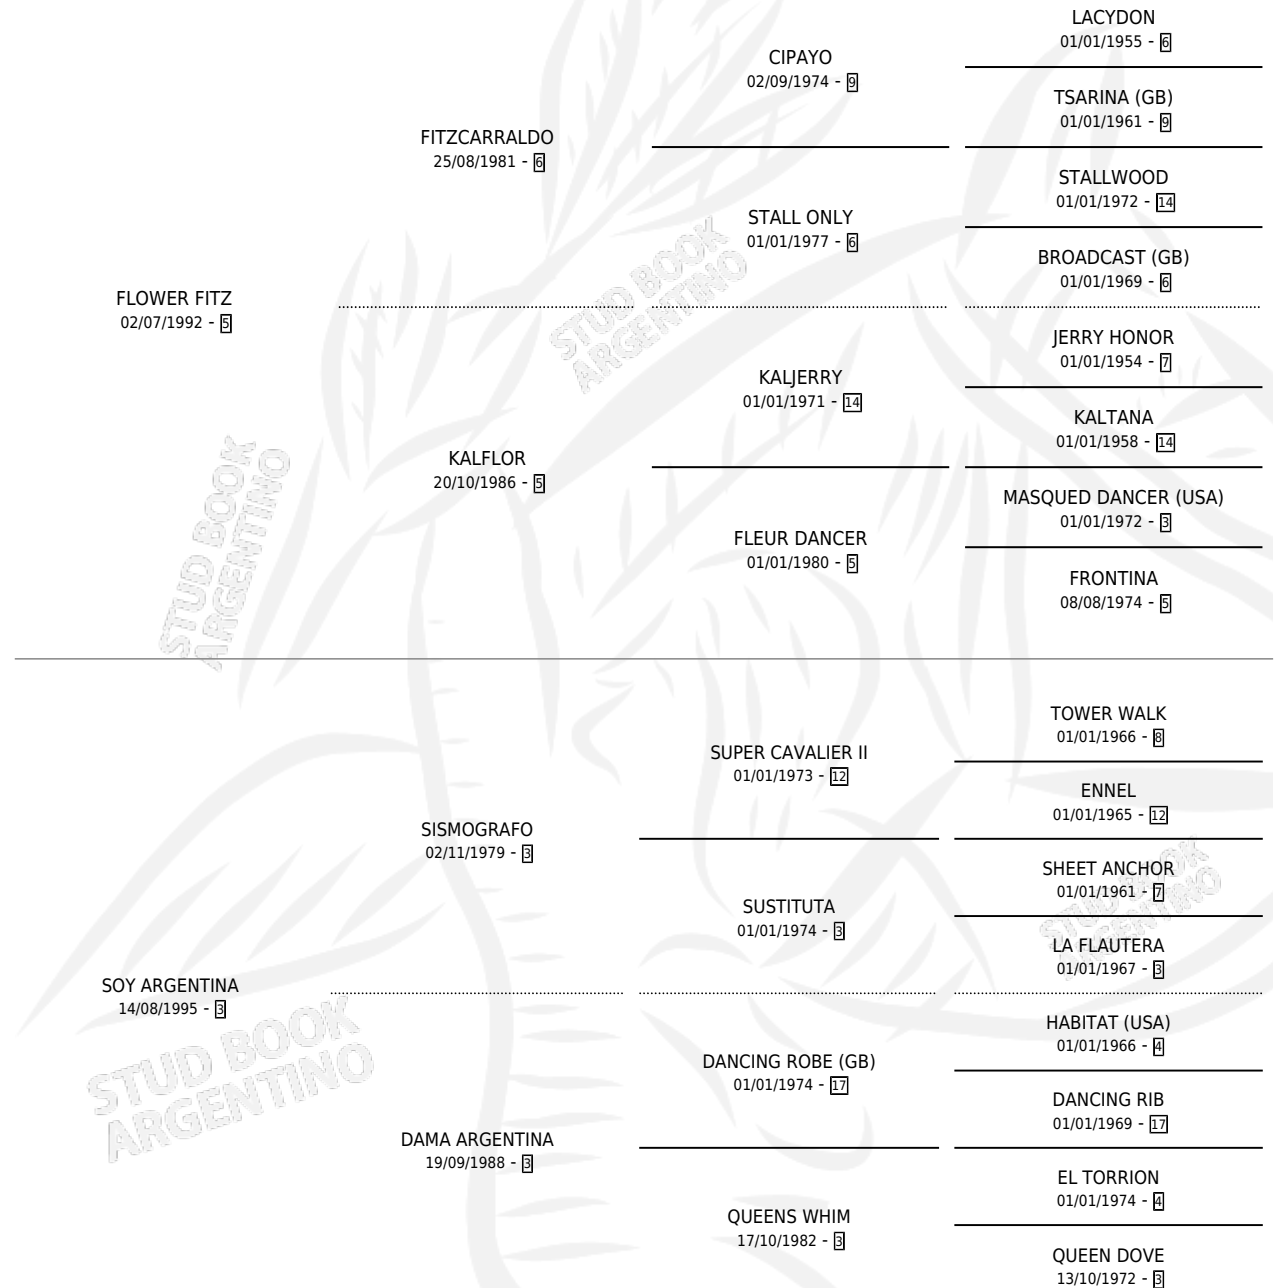 LACYDON
01/01/1955 - 6
CIPAYO
02/09/1974 - 9
TSARINA (GB)
01/01/1961 - 9
FITZCARRALDO
25/08/1981 - 6
STALLWOOD
01/01/1972 - 14
STALL ONLY
01/01/1977 - 6
BROADCAST (GB)
01/01/1969 - 6
FLOWER FITZ
02/07/1992 - 5
JERRY HONOR
01/01/1954 - 7
KALJERRY
01/01/1971 - 14
KALTANA
01/01/1958 - 14
KALFLOR
20/10/1986 - 5
MASQUED DANCER (USA)
01/01/1972 - 3
FLEUR DANCER
01/01/1980 - 5
FRONTINA
08/08/1974 - 5
STUD BOOK
ARGENTINO
STUD BOOK
ARGENTINO
TOWER WALK
01/01/1966 - 8
SUPER CAVALIER II
01/01/1973 - 12
ENNEL
01/01/1965 - 12
SISMOGRAFO
02/11/1979 - 3
SHEET ANCHOR
01/01/1961 - 7
SUSTITUTA
01/01/1974 - 3
LA FLAUTERA
01/01/1967 - 3
STUD BOOK
ARGENTINO
SOY ARGENTINA
14/08/1995 - 3
HABITAT (USA)
01/01/1966 - 4
DANCING ROBE (GB)
01/01/1974 - 17
DANCING RIB
01/01/1969 - 17
STUD BOOK
ARGENTINO
DAMA ARGENTINA
19/09/1988 - 3
EL TORRION
01/01/1974 - 4
QUEENS WHIM
17/10/1982 - 3
QUEEN DOVE
13/10/1972 - 3